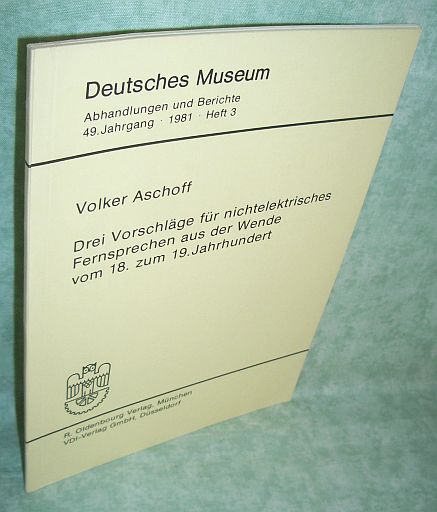 Deutsches Museum
Abhandlungen und Berichte
49. Jahrgang · 1981 · Heft 3
Volker Aschoff
Drei Vorschläge für nichtelektrisches
Fernsprechen aus der Wende
vom 18. zum 19. Jahrhundert
R. Oldenbourg Verlag, München
VDI-Verlag GmbH, Düsseldorf